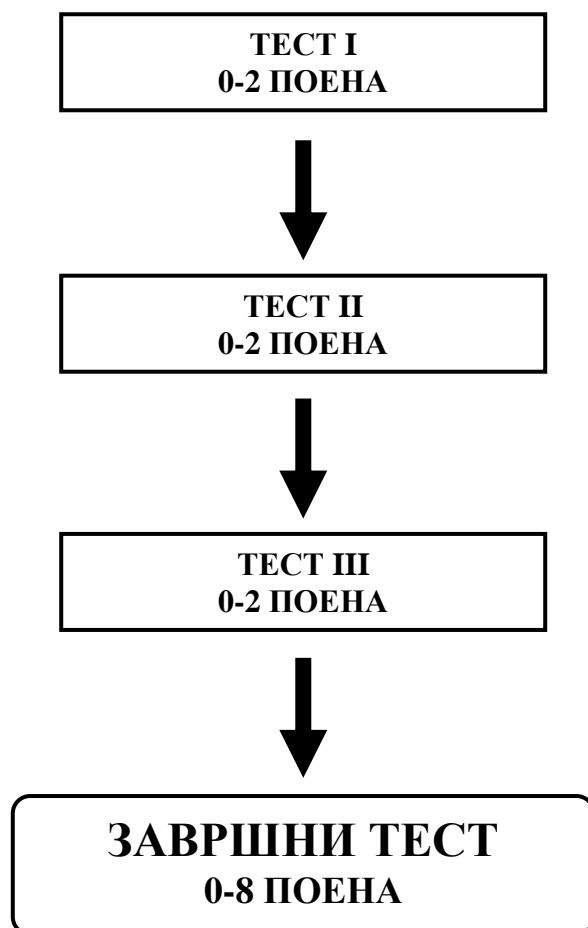 ТЕСТ I
0-2 ПОЕНА
ТЕСТ II
0-2 ПОЕНА
ТЕСТ III
0-2 ПОЕНА
ЗАВРШНИ ТЕСТ
0-8 ПОЕНА